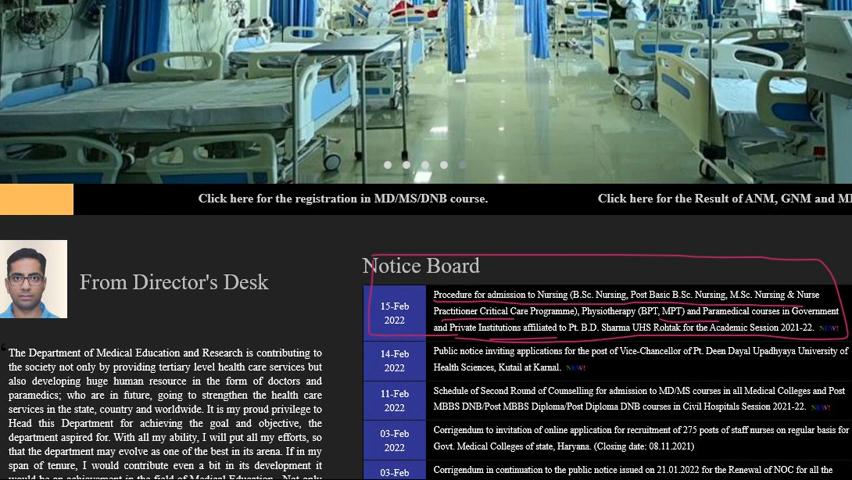 Click here for the registration in MD/MS/DNB course.
Click here for the Result of ANM, GNM and
From Director's Desk
The Department of Medical Education and Research is contributing to
the society not only by providing tertiary level health care services but
also developing huge human resource in the form of doctors and
paramedics; who are in future, going to strengthen the health care
services in the state, country and worldwide. It is my proud privilege to
Head this Department for achieving the goal and objective, the
department aspired for. With all my ability, I will put all my efforts, so
that the department may evolve as one of the best in its arena. If in my
span of tenure, I would contribute even a bit in its development it
would be an achievement in the field of Medical Education. Not only
Notice Board
15-Feb
2022
Procedure for admission to Nursing (B.Sc. Nursing, Post Basic B.Sc. Nursing, M.Sc. Nursing & Nurse
Practitioner Critical Care Programme), Physiotherapy (BPT, MPT) and Paramedical courses in Government
and Private Institutions affiliated to Pt. B.D. Sharma UHS Rohtak for the Academic Session 2021-22. NEW!
14-Feb
2022
Public notice inviting applications for the post of Vice-Chancellor of Pt. Deen Dayal Upadhyaya University of
Health Sciences, Kutail at Karnal. NEW!
11-Feb
2022
Schedule of Second Round of Counselling for admission to MD/MS courses in all Medical Colleges and Post
MBBS DNB/Post MBBS Diploma/Post Diploma DNB courses in Civil Hospitals Session 2021-22. NEW!
03-Feb
2022
Corrigendum to invitation of online application for recruitment of 275 posts of staff nurses on regular basis for
Govt. Medical Colleges of state, Haryana. (Closing date: 08.11.2021)
03-Feb
Corrigendum in continuation to the public notice issued on 21.01.2022 for the Renewal of NOC for all the